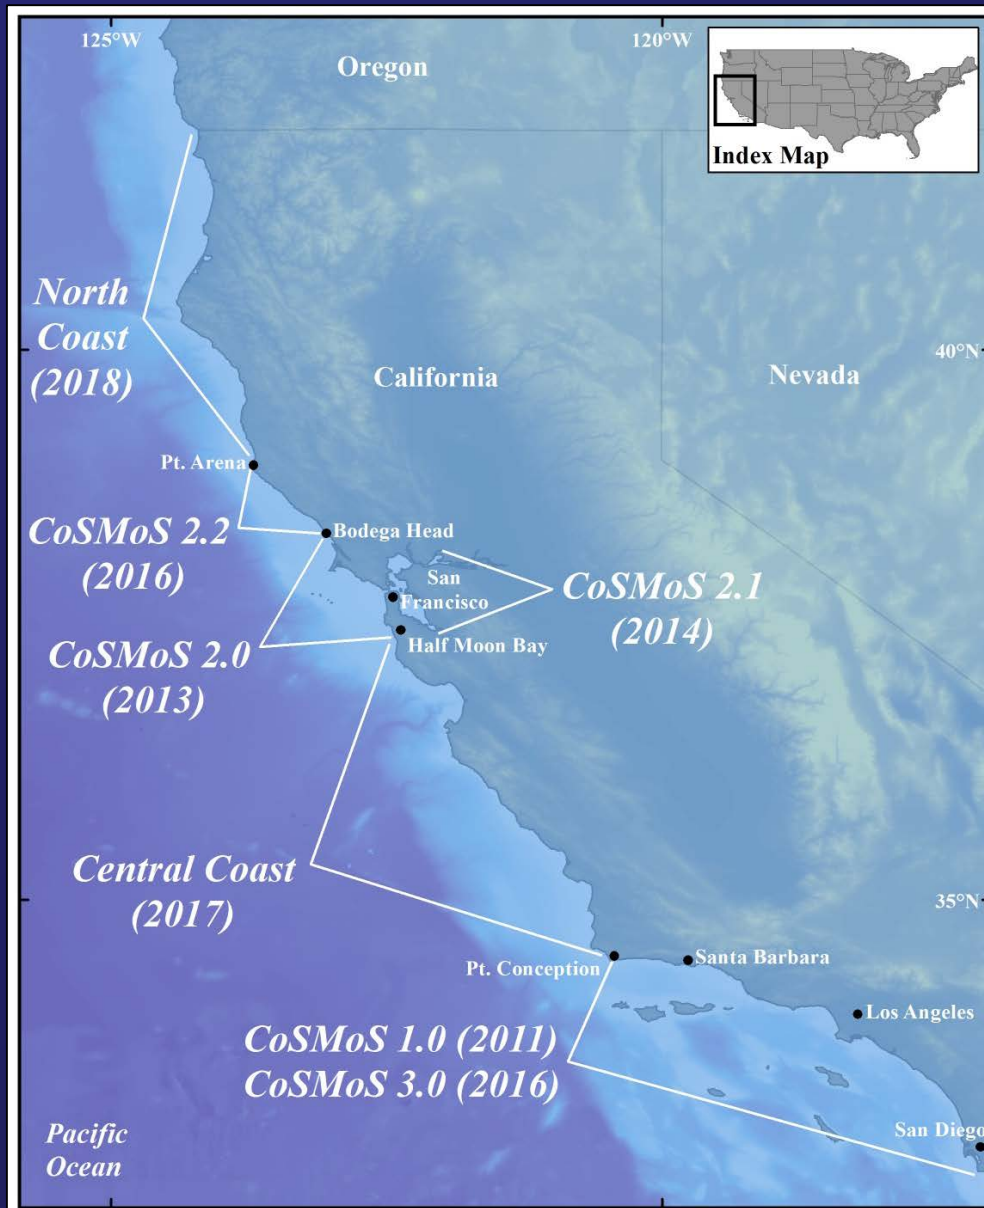 125°W
120°W
Oregon
Index Map
North
Coast
(2018)
40°N
California
Nevada
Pt. Arena
CoSMoS 2.2
(2016)
Bodega Head
San
Francisco
CoSMoS 2.1
(2014)
Half Moon Bay
CoSMoS 2.0
(2013)
Central Coast
(2017)
35°N
Pt. Conception
Santa Barbara
Los Angeles
CoSMoS 1.0 (2011)
CoSMoS 3.0 (2016)
San Diego
Pacific
Ocean